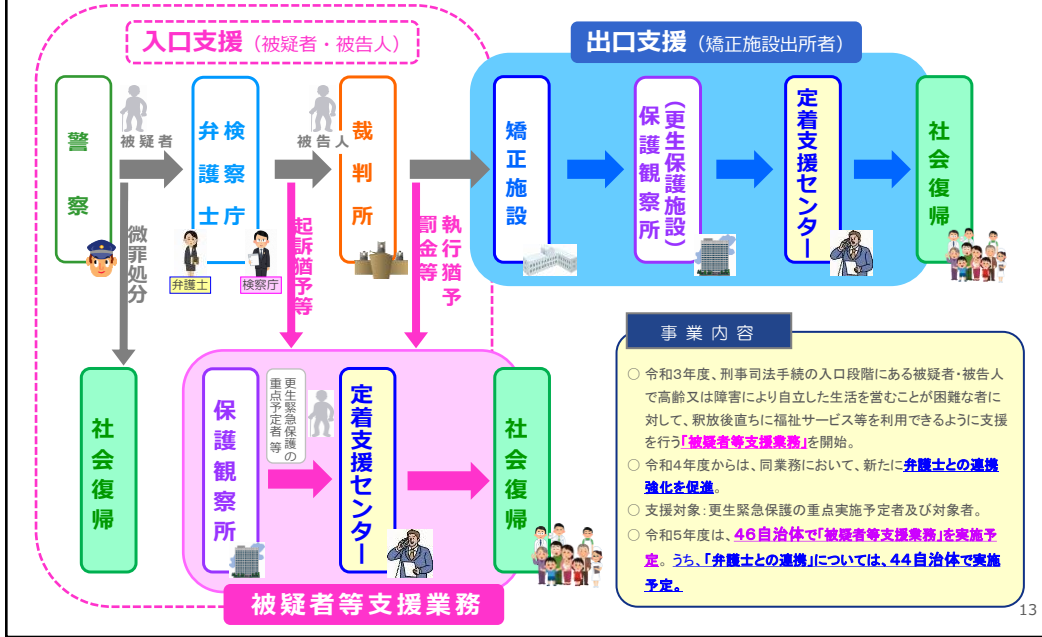 入口支援（被疑者・被告人）
出口支援（矯正施設出所者）
警察
被疑者
弁護士
検察庁
弁護士
検察庁
被告人
裁判所
微罪処分
起訴猶予等
執行猶予
罰金等
矯正施設
（更生保護施設）
保護観察所
定着支援センター
社会復帰
社会復帰
保護観察所
更生緊急保護の
重点予定者 等
定着支援センター
社会復帰
被疑者等支援業務
事業内容
○ 令和３年度、刑事司法手続の入口段階にある被疑者・被告人
で高齢又は障害により自立した生活を営むことが困難な者に
対して、釈放後直ちに福祉サービス等を利用できるように支援
を行う「被疑者等支援業務」を開始。
○ 令和４年度からは、同業務において、新たに弁護士との連携
強化を促進。
○ 支援対象：更生緊急保護の重点実施予定者及び対象者。
○ 令和５年度は、４６自治体で「被疑者等支援業務」を実施予
定。うち、「弁護士との連携」については、４４自治体で実施
予定。
13